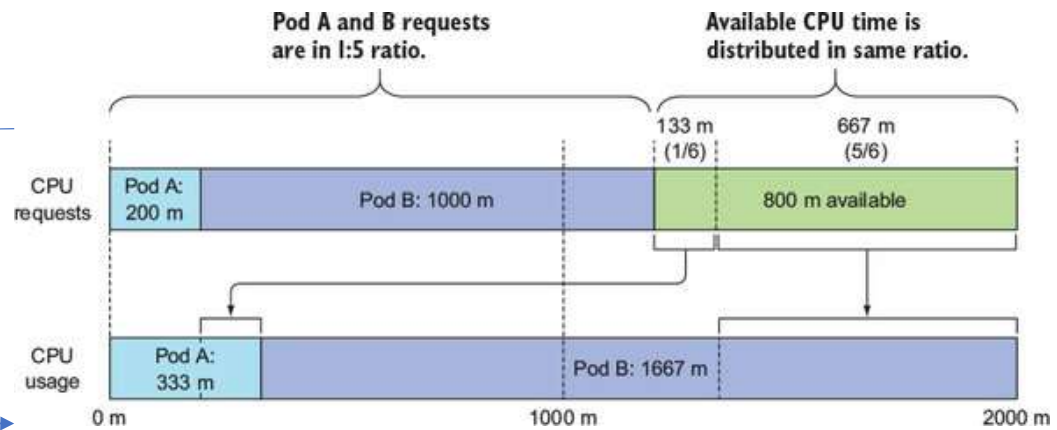 Pod A and B requests
are in 1:5 ratio.
Available CPU time is
distributed in same ratio.
133 m
(1/6)
667 m
(5/6)
CPU
requests
Pod A:
200 m
Pod B: 1000 m
800 m available
CPU
usage
Pod A:
333 m
Pod B: 1667 m
0 m
1000 m
2000 m